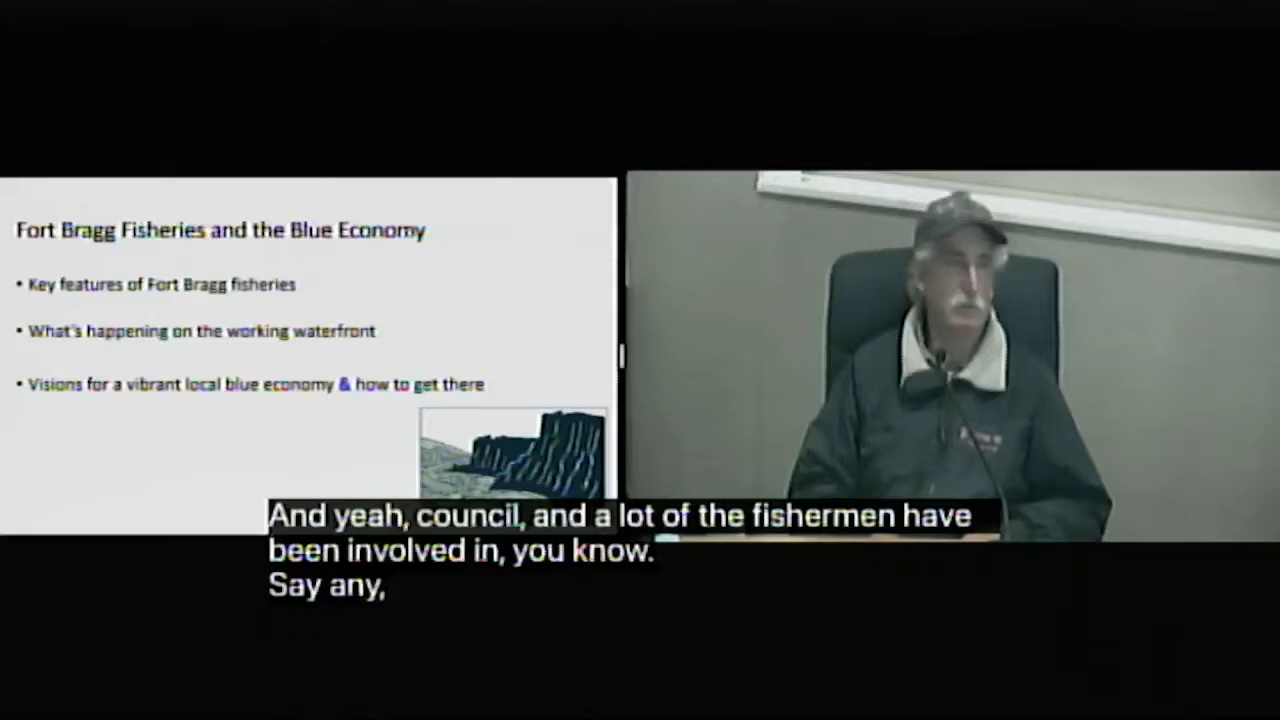 Fort Bragg Fisheries and the Blue Economy
• Key features of Fort Bragg fisheries
• What's happening on the working waterfront
• Visions for a vibrant local blue economy & how to get there
And yeah, council, and a lot of the fishermen have
been involved in, you know.
Say any,